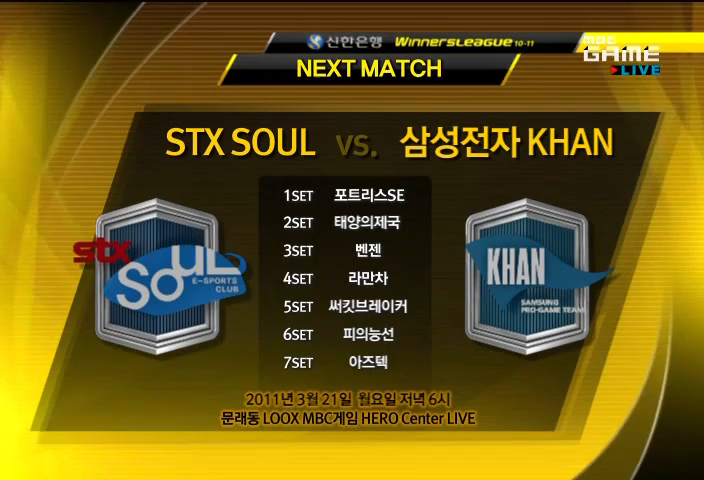 신한은행 WINNERSLEAGUE 10-11
MBC GAME LIVE
NEXT MATCH
STX SOUL vs. 삼성전자 KHAN
1SET 포트리스SE
2SET 태양의제국
3SET 벤젠
4SET 라만차
5SET 써킷브레이커
6SET 피의능선
7SET 아즈텍
stx
SouL
E-SPORTS
CLUB
KHAN
SAMSUNG
PRO-GAME TEAM
2011년 3월 21일 월요일 저녁 6시
문래동 LOOX MBC게임 HERO Center LIVE